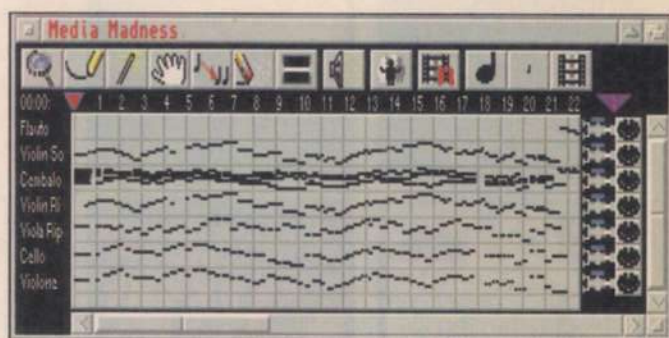 Media Madness
00:00: 1 2 3 4 5 6 7 8 9 10 11 12 13 14 15 16 17 18 19 20 21 22
Flauto
Violin So
Cembalo
Violin Ri
Viola Rip
Cello
Violone